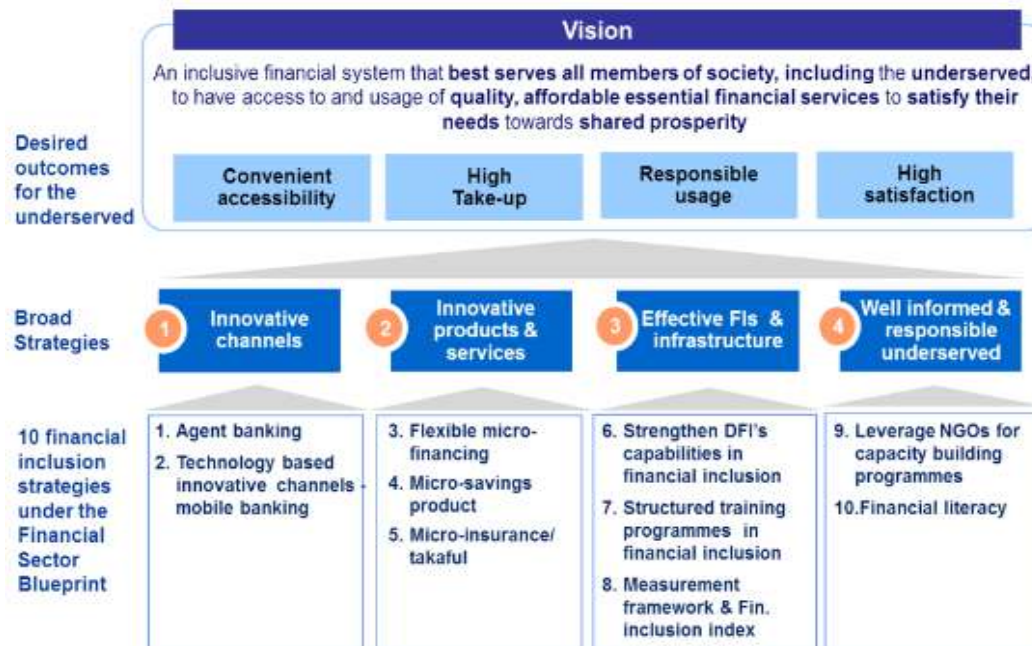 Vision
An inclusive financial system that best serves all members of society, including the underserved,
to have access to and usage of quality, affordable essential financial services to satisfy their
needs towards shared prosperity
Desired
outcomes
for the
underserved
Convenient
accessibility
High
Take-up
Responsible
usage
High
satisfaction
Broad
Strategies
1
Innovative
channels
2
Innovative
products &
services
3
Effective FIs &
infrastructure
4
Well informed &
responsible
underserved
10 financial
inclusion
strategies
under the
Financial
Sector
Blueprint
1. Agent banking
2. Technology based
innovative channels -
mobile banking
3. Flexible micro-
financing
4. Micro-savings
product
5. Micro-insurance/
takaful
6. Strengthen DFI's
capabilities in
financial inclusion
7. Structured training
programmes in
financial inclusion
8. Measurement
framework & Fin.
inclusion index
9. Leverage NGOs for
capacity building
programmes
10.Financial literacy